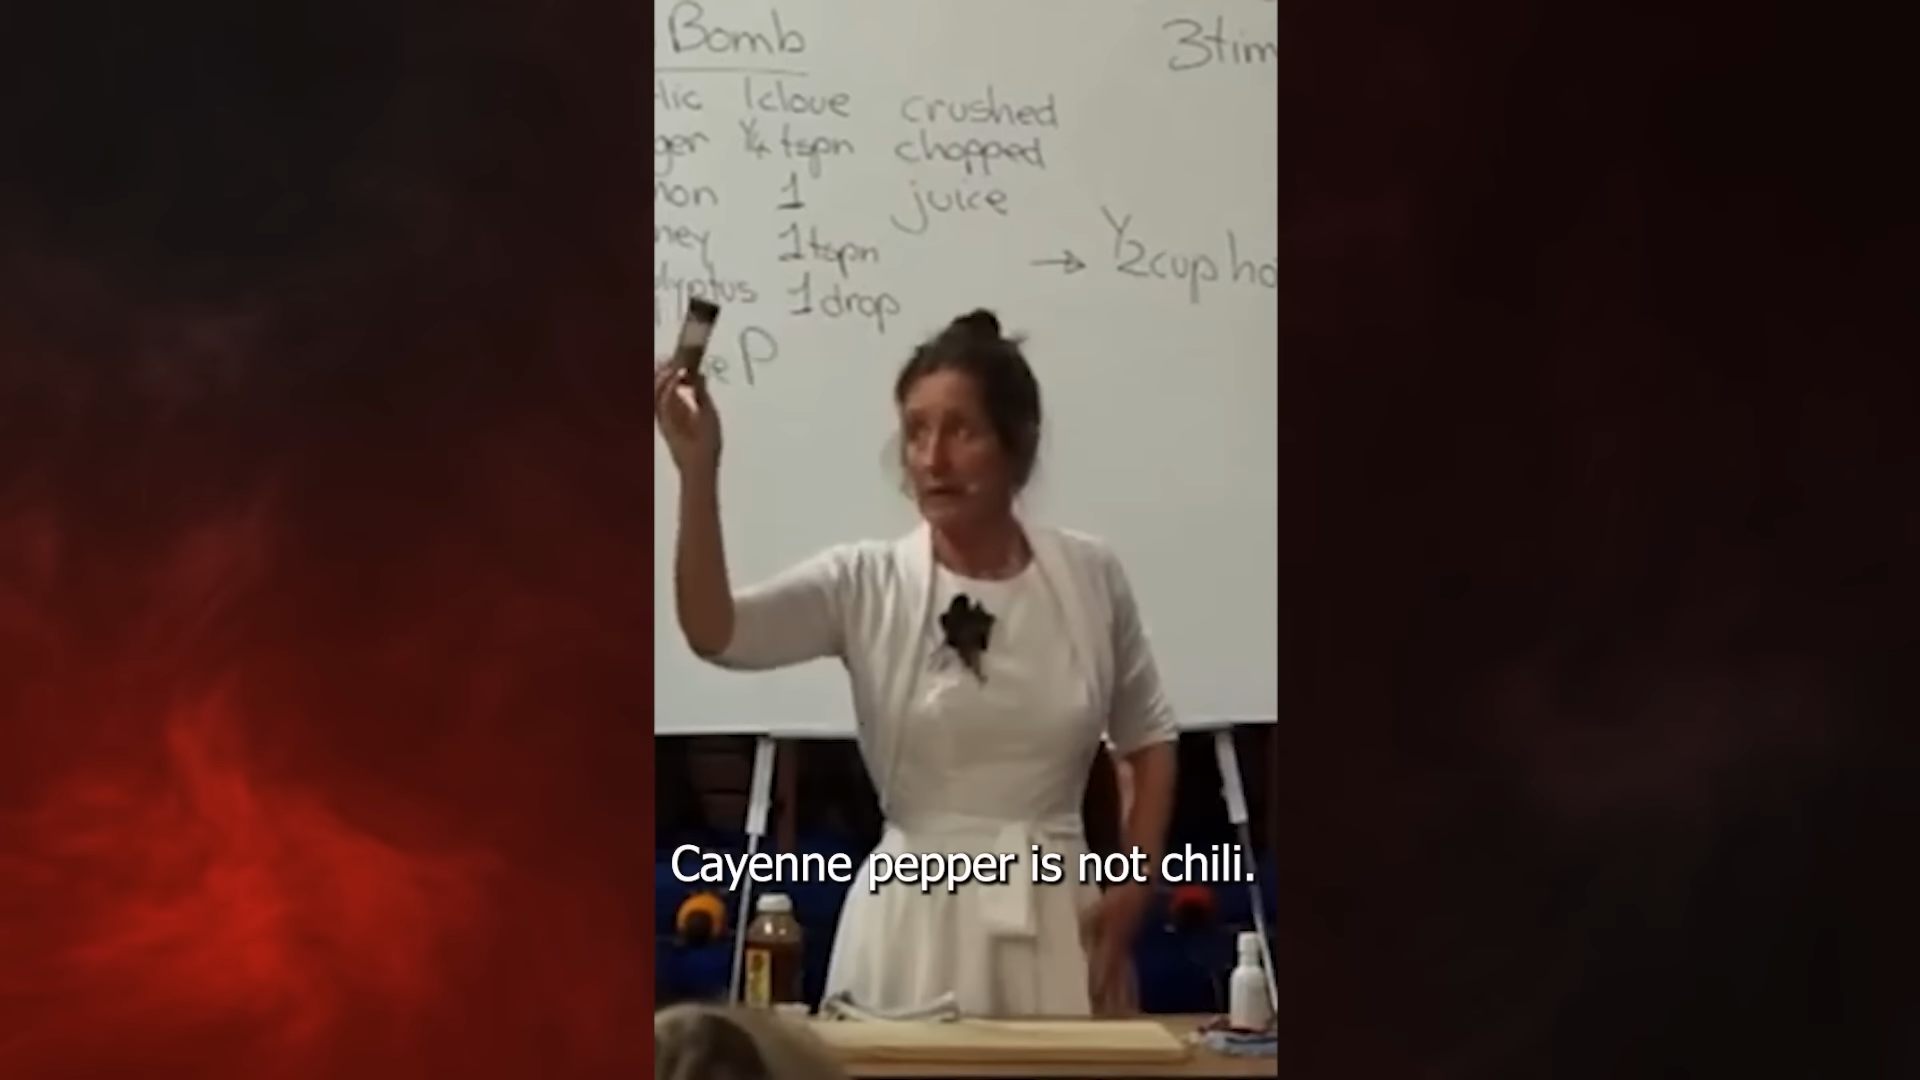 Bomb
3tim
lic 1clove crushed
ger ¼ tspn chopped
mon 1 juice
ney 1tspn
→ ½cup ho
lyptus 1drop
e P
Cayenne pepper is not chili.